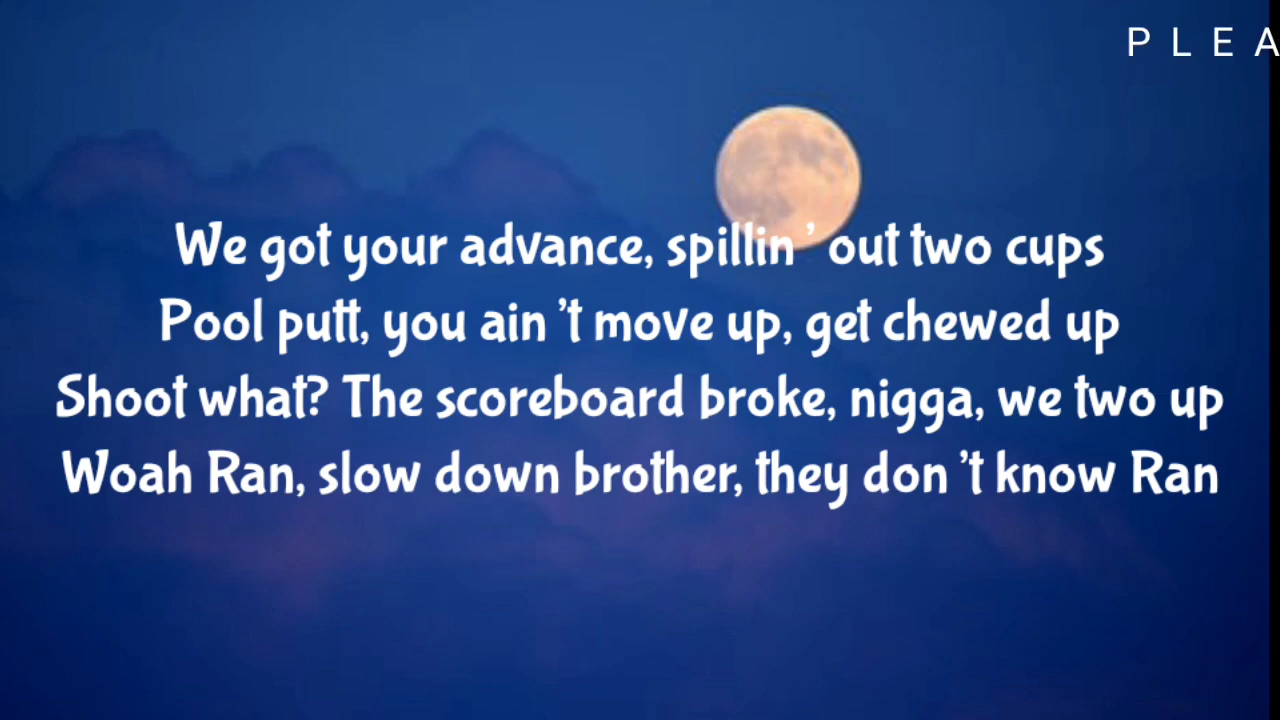 P L E A
We got your advance, spillin ’ out two cups
Pool putt, you ain ’t move up, get chewed up
Shoot what? The scoreboard broke, nigga, we two up
Woah Ran, slow down brother, they don ’t know Ran